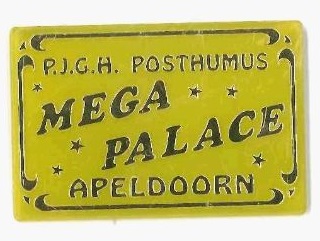 P.J.G.H. POSTHUMUS
MEGA
PALACE
APELDOORN